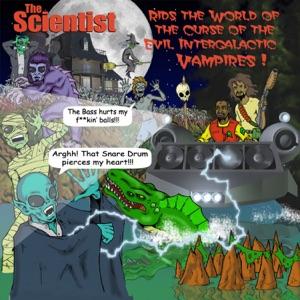 The
Scientist
Rids the World of
the Curse of the
Evil Intergalactic
Vampires!
The Bass hurts my
f**kin' balls!!!
Arghh! That Snare Drum
pierces my heart!!!